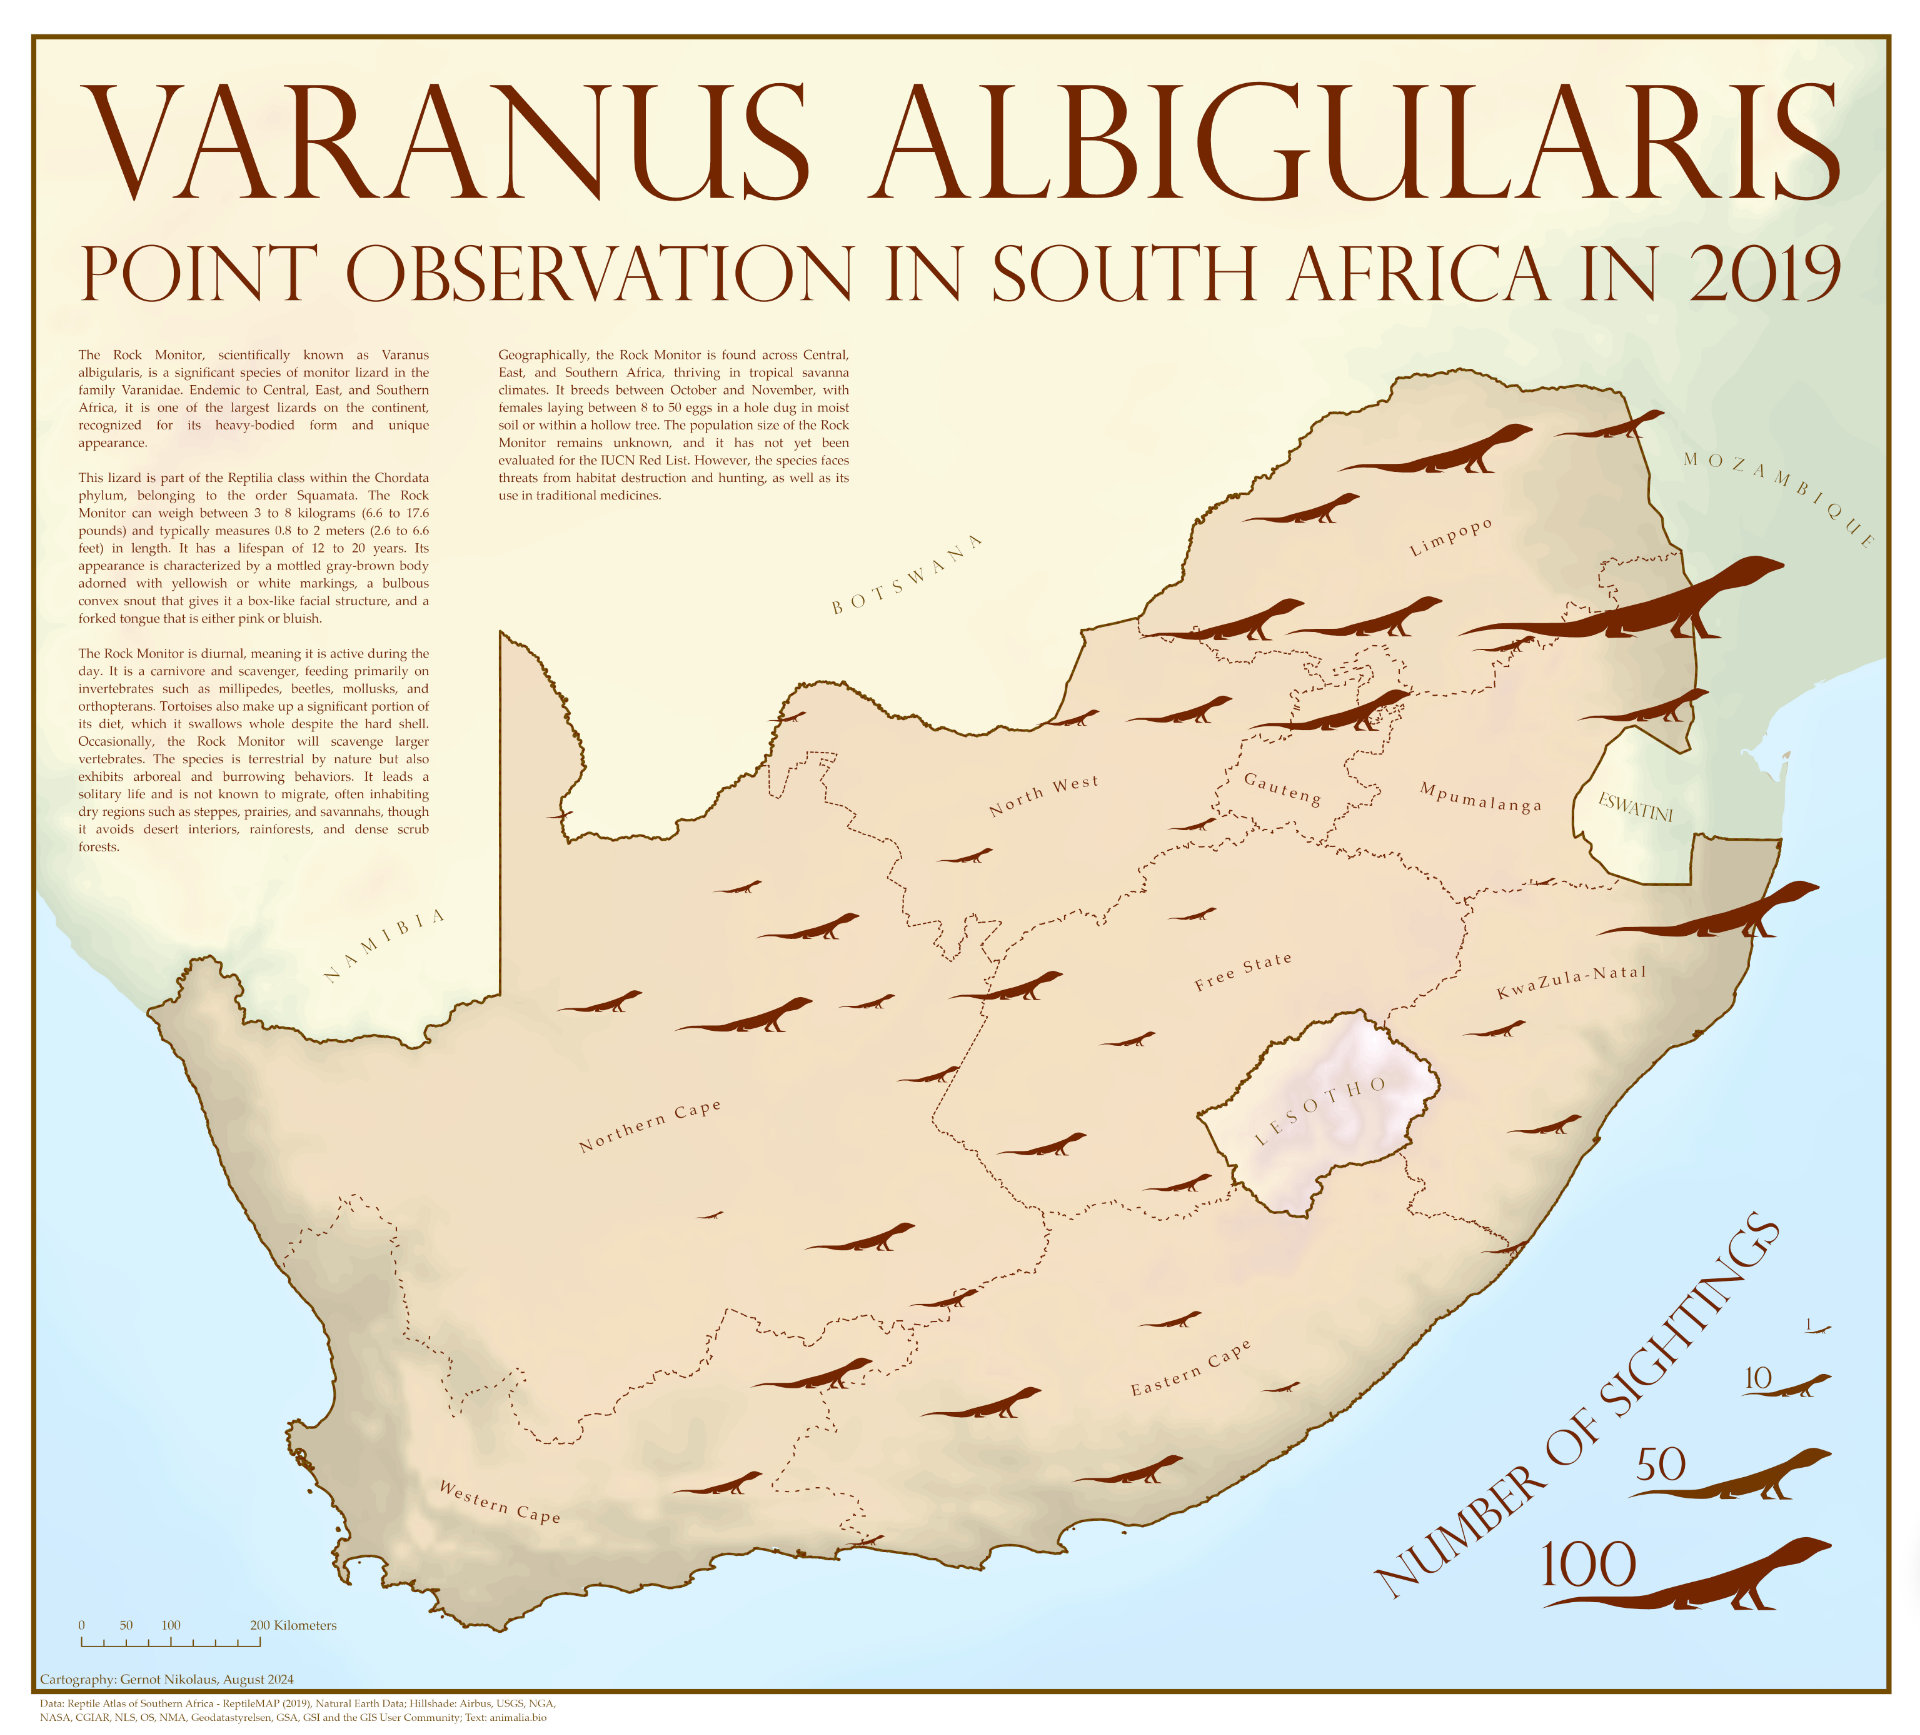 VARANUS ALBIGULARIS
POINT OBSERVATION IN SOUTH AFRICA IN 2019
The Rock Monitor, scientifically known as Varanus
albigularis, is a significant species of monitor lizard in the
family Varanidae. Endemic to Central, East, and Southern
Africa, it is one of the largest lizards on the continent,
recognized for its heavy-bodied form and unique
appearance.
This lizard is part of the Reptilia class within the Chordata
phylum, belonging to the order Squamata. The Rock
Monitor can weigh between 3 to 8 kilograms (6.6 to 17.6
pounds) and typically measures 0.8 to 2 meters (2.6 to 6.6
feet) in length. It has a lifespan of 12 to 20 years. Its
appearance is characterized by a mottled gray-brown body
adorned with yellowish or white markings, a bulbous
convex snout that gives it a box-like facial structure, and a
forked tongue that is either pink or bluish.
The Rock Monitor is diurnal, meaning it is active during the
day. It is a carnivore and scavenger, feeding primarily on
invertebrates such as millipedes, beetles, mollusks, and
orthopterans. Tortoises also make up a significant portion of
its diet, which it swallows whole despite the hard shell.
Occasionally, the Rock Monitor will scavenge larger
vertebrates. The species is terrestrial by nature but also
exhibits arboreal and burrowing behaviors. It leads a
solitary life and is not known to migrate, often inhabiting
dry regions such as steppes, prairies, and savannahs, though
it avoids desert interiors, rainforests, and dense scrub
forests.
Geographically, the Rock Monitor is found across Central,
East, and Southern Africa, thriving in tropical savanna
climates. It breeds between October and November, with
females laying between 8 to 50 eggs in a hole dug in moist
soil or within a hollow tree. The population size of the Rock
Monitor remains unknown, and it has not yet been
evaluated for the IUCN Red List. However, the species faces
threats from habitat destruction and hunting, as well as its
use in traditional medicines.
MOZAMBIQUE
Limpopo
BOTSWANA
North West
Gauteng
Mpumalanga
ESWATINI
NAMIBIA
Free State
KwaZula-Natal
LESOTHO
Northern Cape
Eastern Cape
Western Cape
NUMBER OF SIGHTINGS
1
10
50
100
0 50 100 200 Kilometers
Cartography: Gernot Nikolaus, August 2024
Data: Reptile Atlas of Southern Africa - ReptileMAP (2019), Natural Earth Data; Hillshade: Airbus, USGS, NGA,
NASA, CGIAR, NLS, OS, NMA, Geodatastyrelsen, GSA, GSI and the GIS User Community; Text: animalia.bio